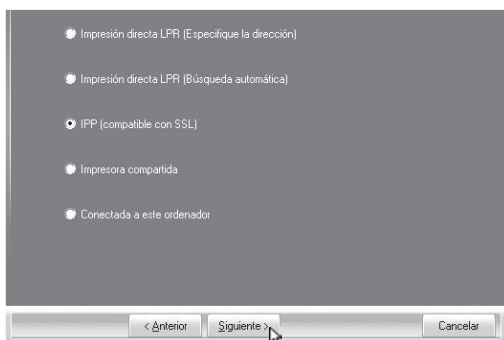 Impresión directa LPR (Especifique la dirección)
Impresión directa LPR (Búsqueda automática)
IPP (compatible con SSL)
Impresora compartida
Conectada a este ordenador
< Anterior Siguiente > Cancelar